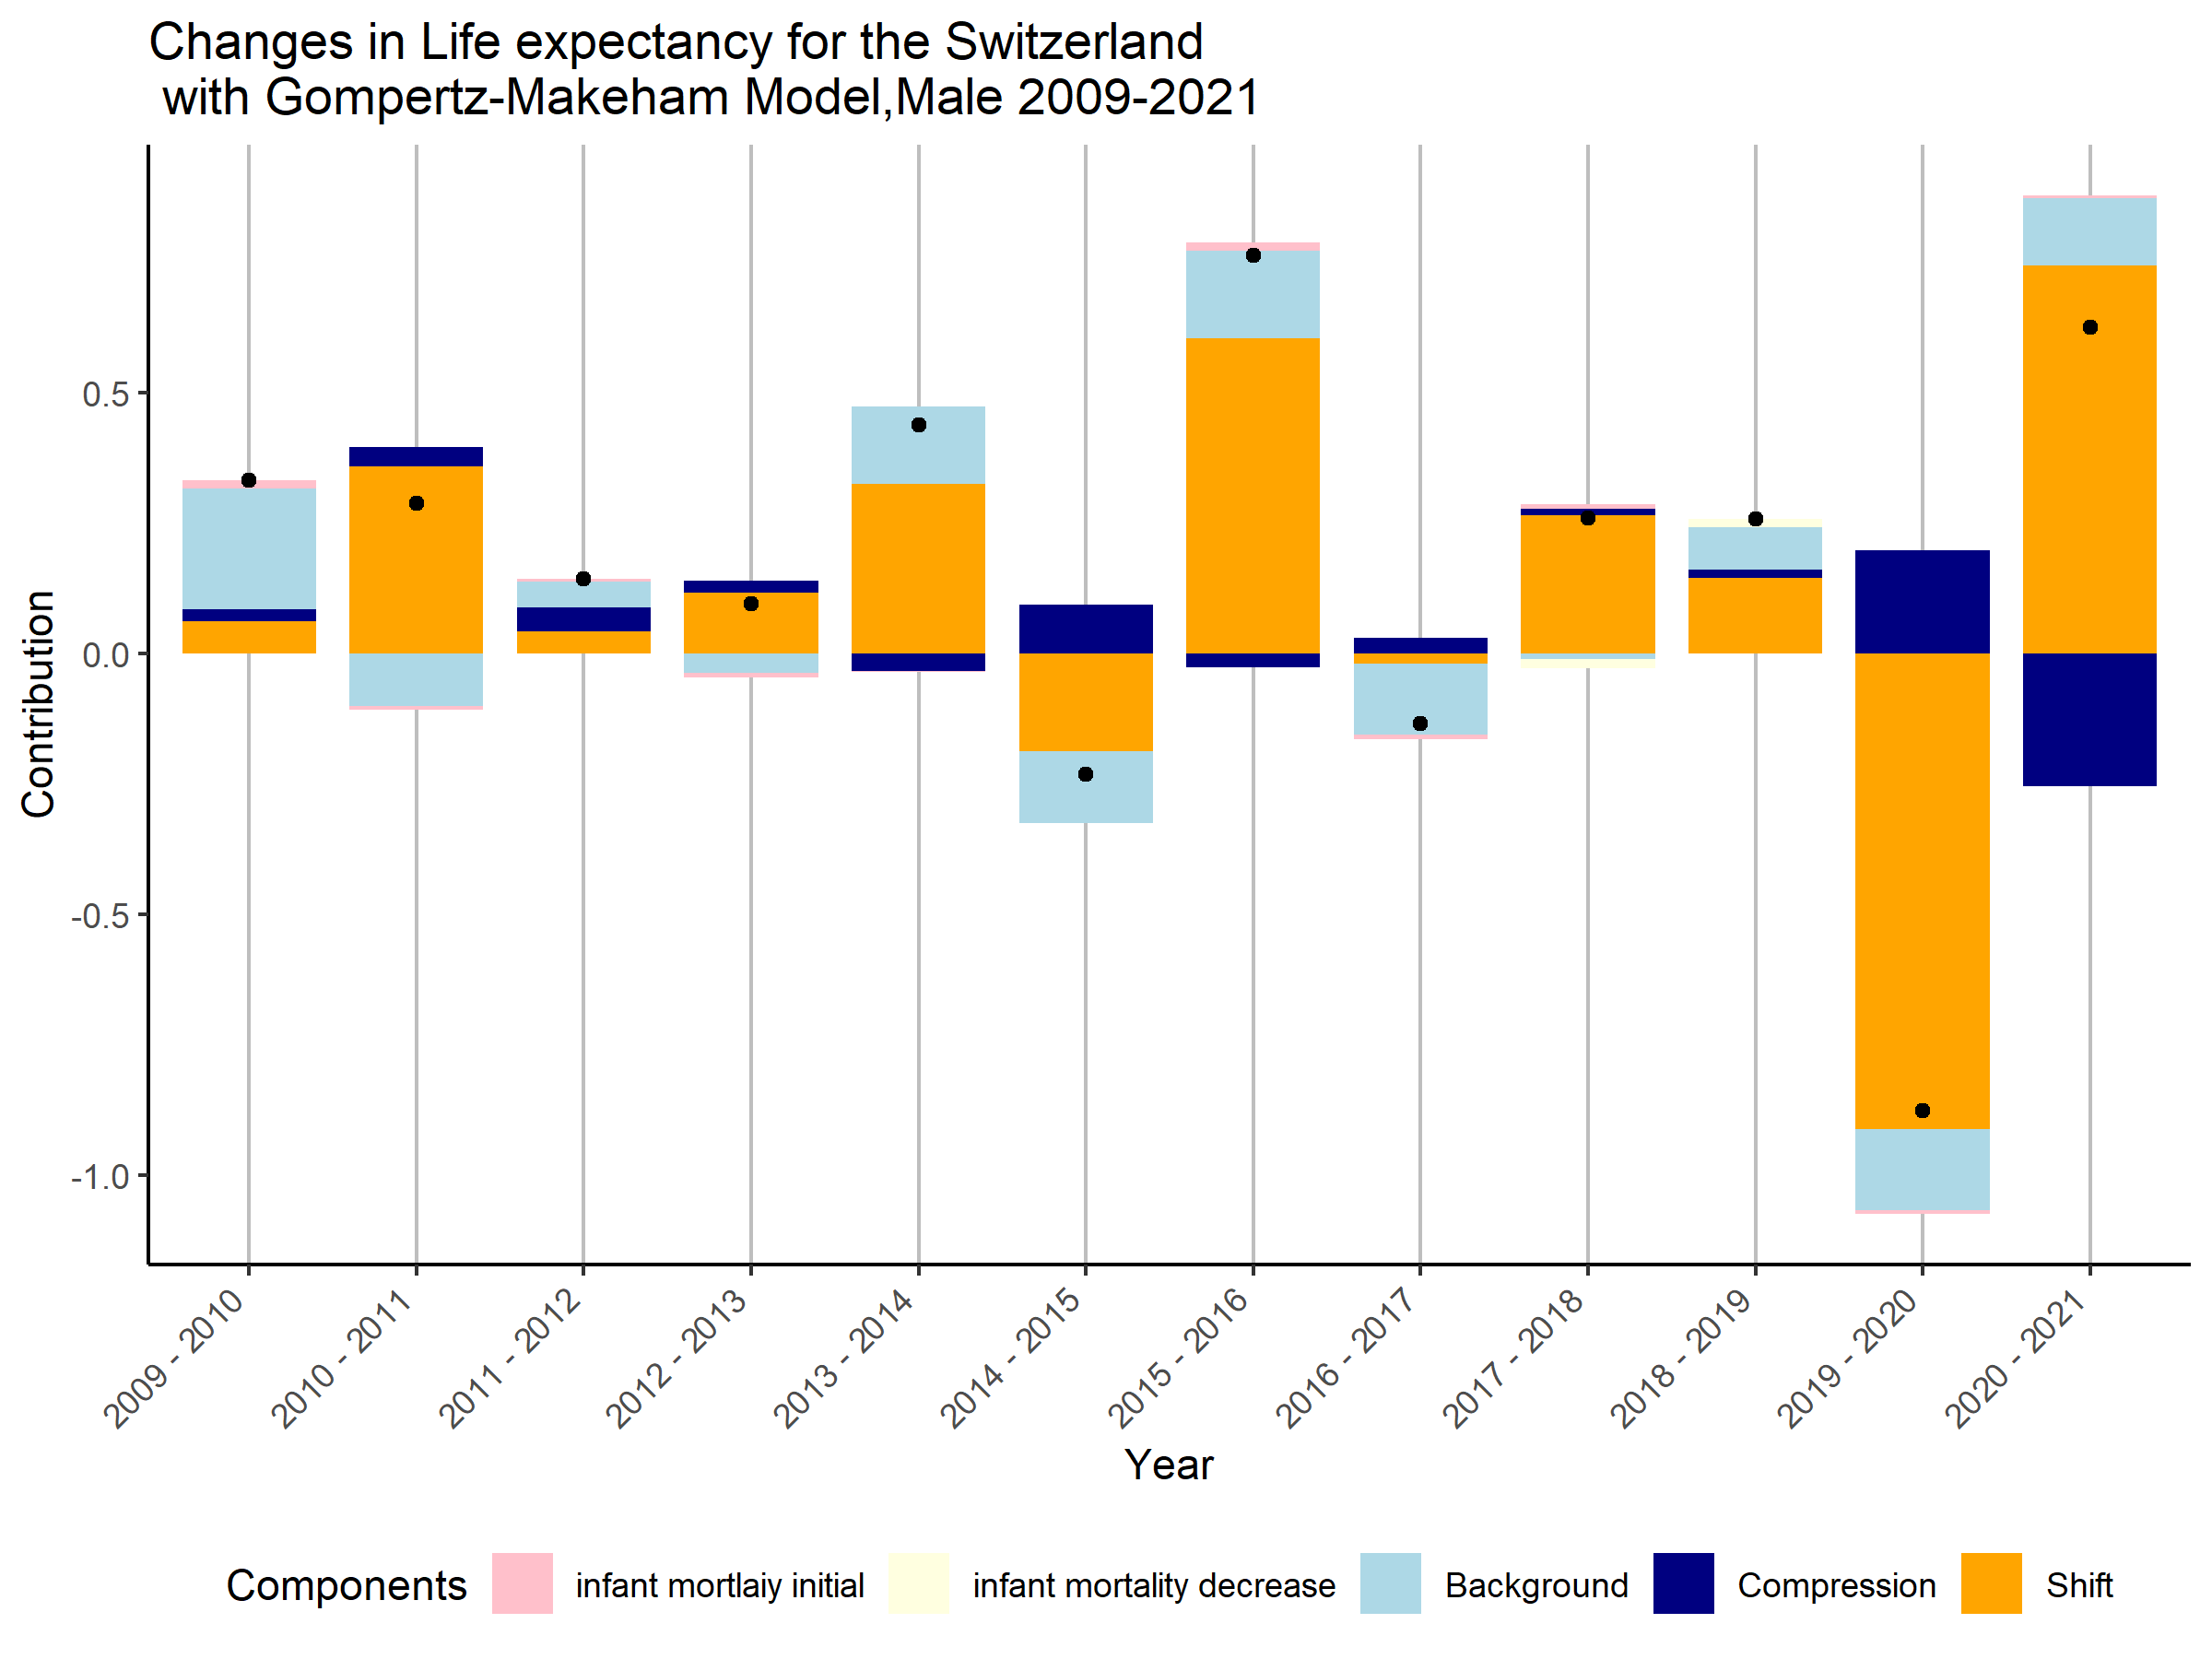 Changes in Life expectancy for the Switzerland
with Gompertz-Makeham Model,Male 2009-2021
Contribution
0.5
0.0
-0.5
-1.0
2009 - 2010
2010 - 2011
2011 - 2012
2012 - 2013
2013 - 2014
2014 - 2015
2015 - 2016
2016 - 2017
2017 - 2018
2018 - 2019
2019 - 2020
2020 - 2021
Year
Components infant mortlaiy initial infant mortality decrease Background Compression Shift